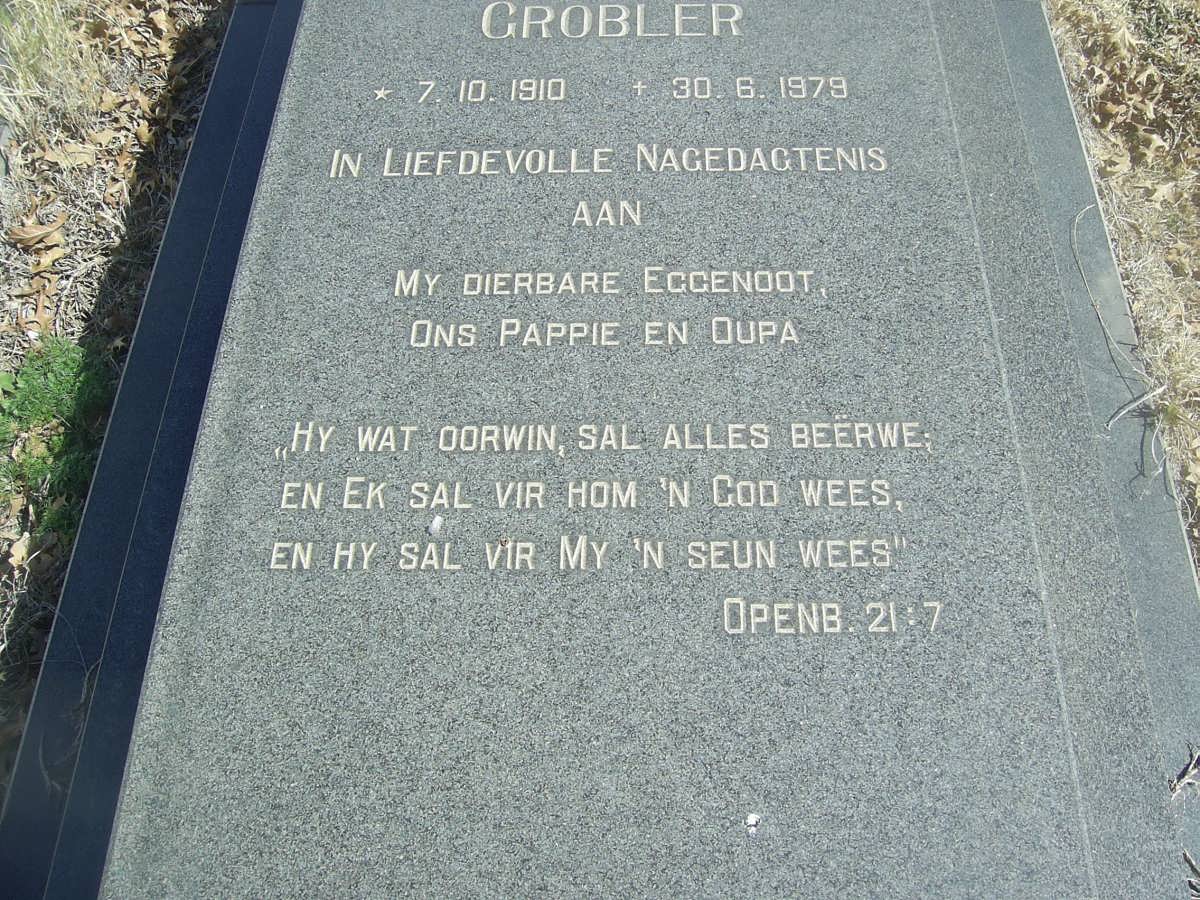 GROBLER
* 7. 10. 1910 + 30. 6. 1979
IN LIEFDEVOLLE NAGEDAGTENIS
AAN
MY DIERBARE EGGENOOT,
ONS PAPPIE EN OUPA
„HY WAT OORWIN, SAL ALLES BEËRWE;
EN EK SAL VIR HOM 'N GOD WEES,
EN HY SAL VIR MY 'N SEUN WEES"
OPENB. 21:7